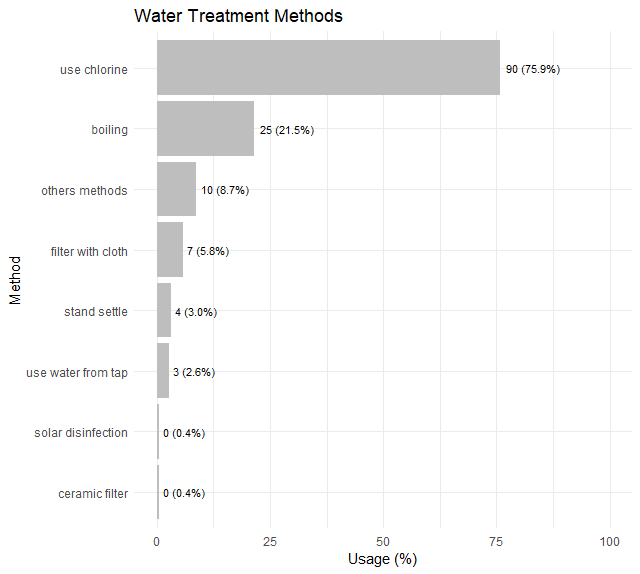 Water Treatment Methods
Method
use chlorine
90 (75.9%)
boiling
25 (21.5%)
others methods
10 (8.7%)
filter with cloth
7 (5.8%)
stand settle
4 (3.0%)
use water from tap
3 (2.6%)
solar disinfection
0 (0.4%)
ceramic filter
0 (0.4%)
0 25 50 75 100
Usage (%)